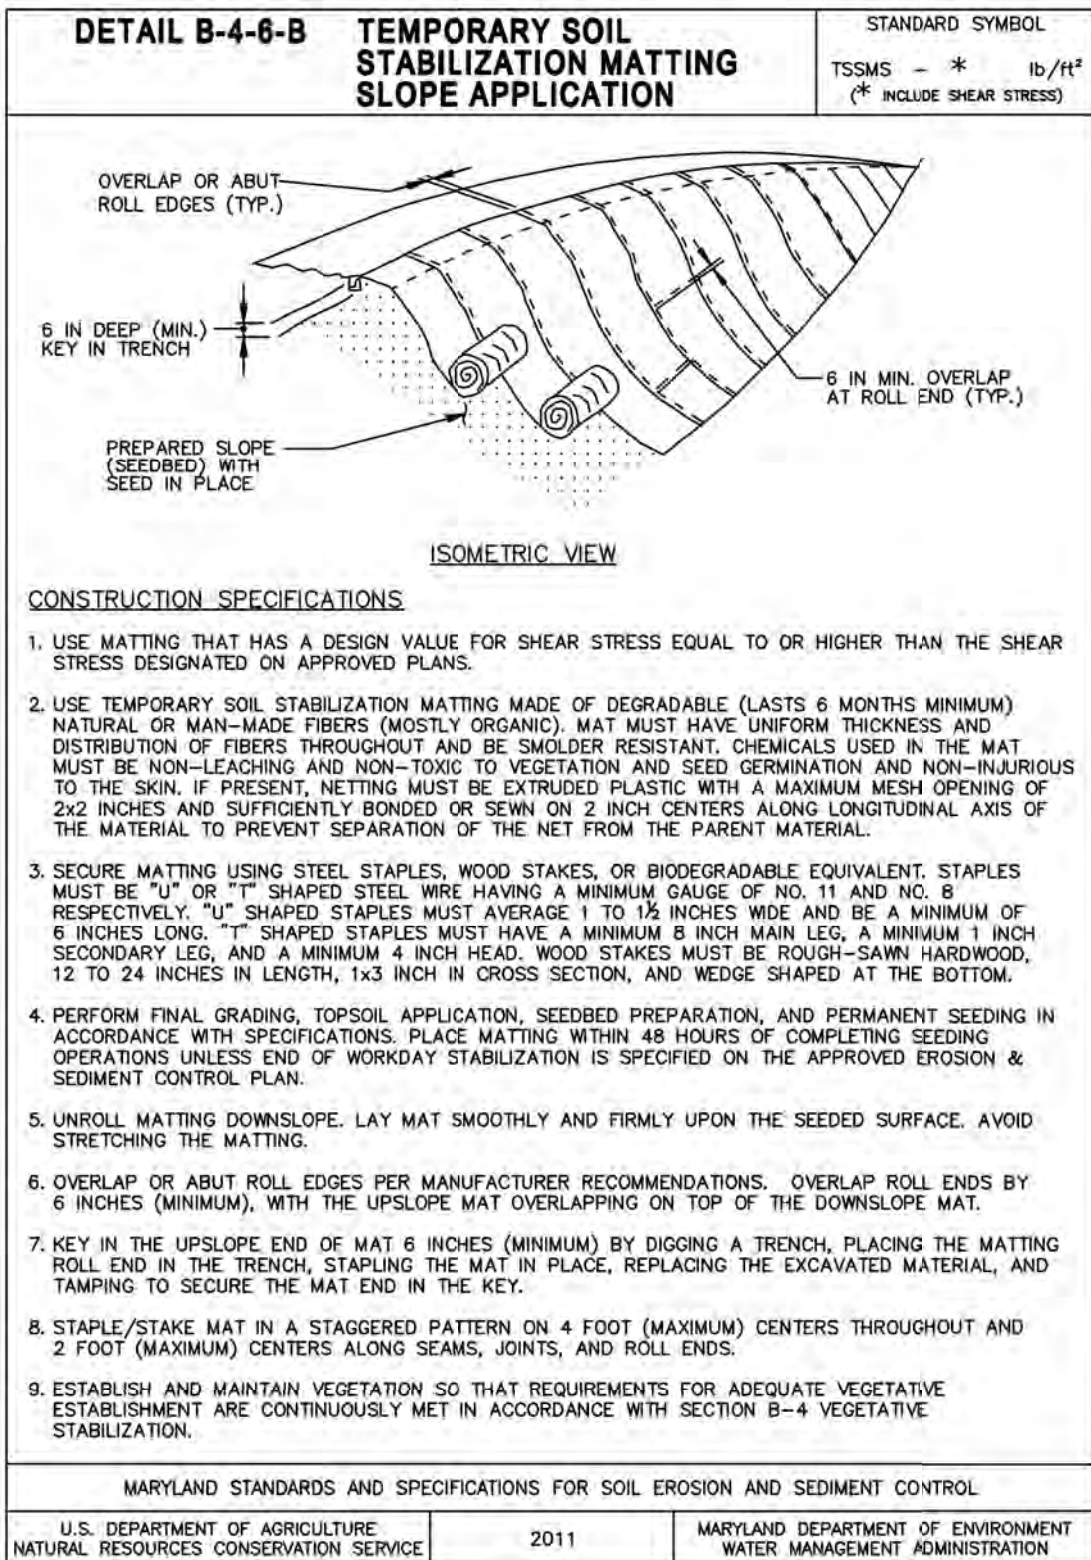 DETAIL B-4-6-B
TEMPORARY SOIL
STABILIZATION MATTING
SLOPE APPLICATION
STANDARD SYMBOL
TSSMS - * lb/ft²
(* INCLUDE SHEAR STRESS)
OVERLAP OR ABUT
ROLL EDGES (TYP.)
6 IN DEEP (MIN.)
KEY IN TRENCH
6 IN MIN. OVERLAP
AT ROLL END (TYP.)
PREPARED SLOPE
(SEEDBED) WITH
SEED IN PLACE
ISOMETRIC VIEW
CONSTRUCTION SPECIFICATIONS
1. USE MATTING THAT HAS A DESIGN VALUE FOR SHEAR STRESS EQUAL TO OR HIGHER THAN THE SHEAR
STRESS DESIGNATED ON APPROVED PLANS.
2. USE TEMPORARY SOIL STABILIZATION MATTING MADE OF DEGRADABLE (LASTS 6 MONTHS MINIMUM)
NATURAL OR MAN-MADE FIBERS (MOSTLY ORGANIC). MAT MUST HAVE UNIFORM THICKNESS AND
DISTRIBUTION OF FIBERS THROUGHOUT AND BE SMOLDER RESISTANT. CHEMICALS USED IN THE MAT
MUST BE NON-LEACHING AND NON-TOXIC TO VEGETATION AND SEED GERMINATION AND NON-INJURIOUS
TO THE SKIN. IF PRESENT, NETTING MUST BE EXTRUDED PLASTIC WITH A MAXIMUM MESH OPENING OF
2x2 INCHES AND SUFFICIENTLY BONDED OR SEWN ON 2 INCH CENTERS ALONG LONGITUDINAL AXIS OF
THE MATERIAL TO PREVENT SEPARATION OF THE NET FROM THE PARENT MATERIAL.
3. SECURE MATTING USING STEEL STAPLES, WOOD STAKES, OR BIODEGRADABLE EQUIVALENT. STAPLES
MUST BE "U" OR "T" SHAPED STEEL WIRE HAVING A MINIMUM GAUGE OF NO. 11 AND NO. 8
RESPECTIVELY. "U" SHAPED STAPLES MUST AVERAGE 1 TO 1½ INCHES WIDE AND BE A MINIMUM OF
6 INCHES LONG. "T" SHAPED STAPLES MUST HAVE A MINIMUM 8 INCH MAIN LEG, A MINIMUM 1 INCH
SECONDARY LEG, AND A MINIMUM 4 INCH HEAD. WOOD STAKES MUST BE ROUGH-SAWN HARDWOOD,
12 TO 24 INCHES IN LENGTH, 1x3 INCH IN CROSS SECTION, AND WEDGE SHAPED AT THE BOTTOM.
4. PERFORM FINAL GRADING, TOPSOIL APPLICATION, SEEDBED PREPARATION, AND PERMANENT SEEDING IN
ACCORDANCE WITH SPECIFICATIONS. PLACE MATTING WITHIN 48 HOURS OF COMPLETING SEEDING
OPERATIONS UNLESS END OF WORKDAY STABILIZATION IS SPECIFIED ON THE APPROVED EROSION &
SEDIMENT CONTROL PLAN.
5. UNROLL MATTING DOWNSLOPE. LAY MAT SMOOTHLY AND FIRMLY UPON THE SEEDED SURFACE. AVOID
STRETCHING THE MATTING.
6. OVERLAP OR ABUT ROLL EDGES PER MANUFACTURER RECOMMENDATIONS. OVERLAP ROLL ENDS BY
6 INCHES (MINIMUM), WITH THE UPSLOPE MAT OVERLAPPING ON TOP OF THE DOWNSLOPE MAT.
7. KEY IN THE UPSLOPE END OF MAT 6 INCHES (MINIMUM) BY DIGGING A TRENCH, PLACING THE MATTING
ROLL END IN THE TRENCH, STAPLING THE MAT IN PLACE, REPLACING THE EXCAVATED MATERIAL, AND
TAMPING TO SECURE THE MAT END IN THE KEY.
8. STAPLE/STAKE MAT IN A STAGGERED PATTERN ON 4 FOOT (MAXIMUM) CENTERS THROUGHOUT AND
2 FOOT (MAXIMUM) CENTERS ALONG SEAMS, JOINTS, AND ROLL ENDS.
9. ESTABLISH AND MAINTAIN VEGETATION SO THAT REQUIREMENTS FOR ADEQUATE VEGETATIVE
ESTABLISHMENT ARE CONTINUOUSLY MET IN ACCORDANCE WITH SECTION B-4 VEGETATIVE
STABILIZATION.
MARYLAND STANDARDS AND SPECIFICATIONS FOR SOIL EROSION AND SEDIMENT CONTROL
U.S. DEPARTMENT OF AGRICULTURE
NATURAL RESOURCES CONSERVATION SERVICE
2011
MARYLAND DEPARTMENT OF ENVIRONMENT
WATER MANAGEMENT ADMINISTRATION